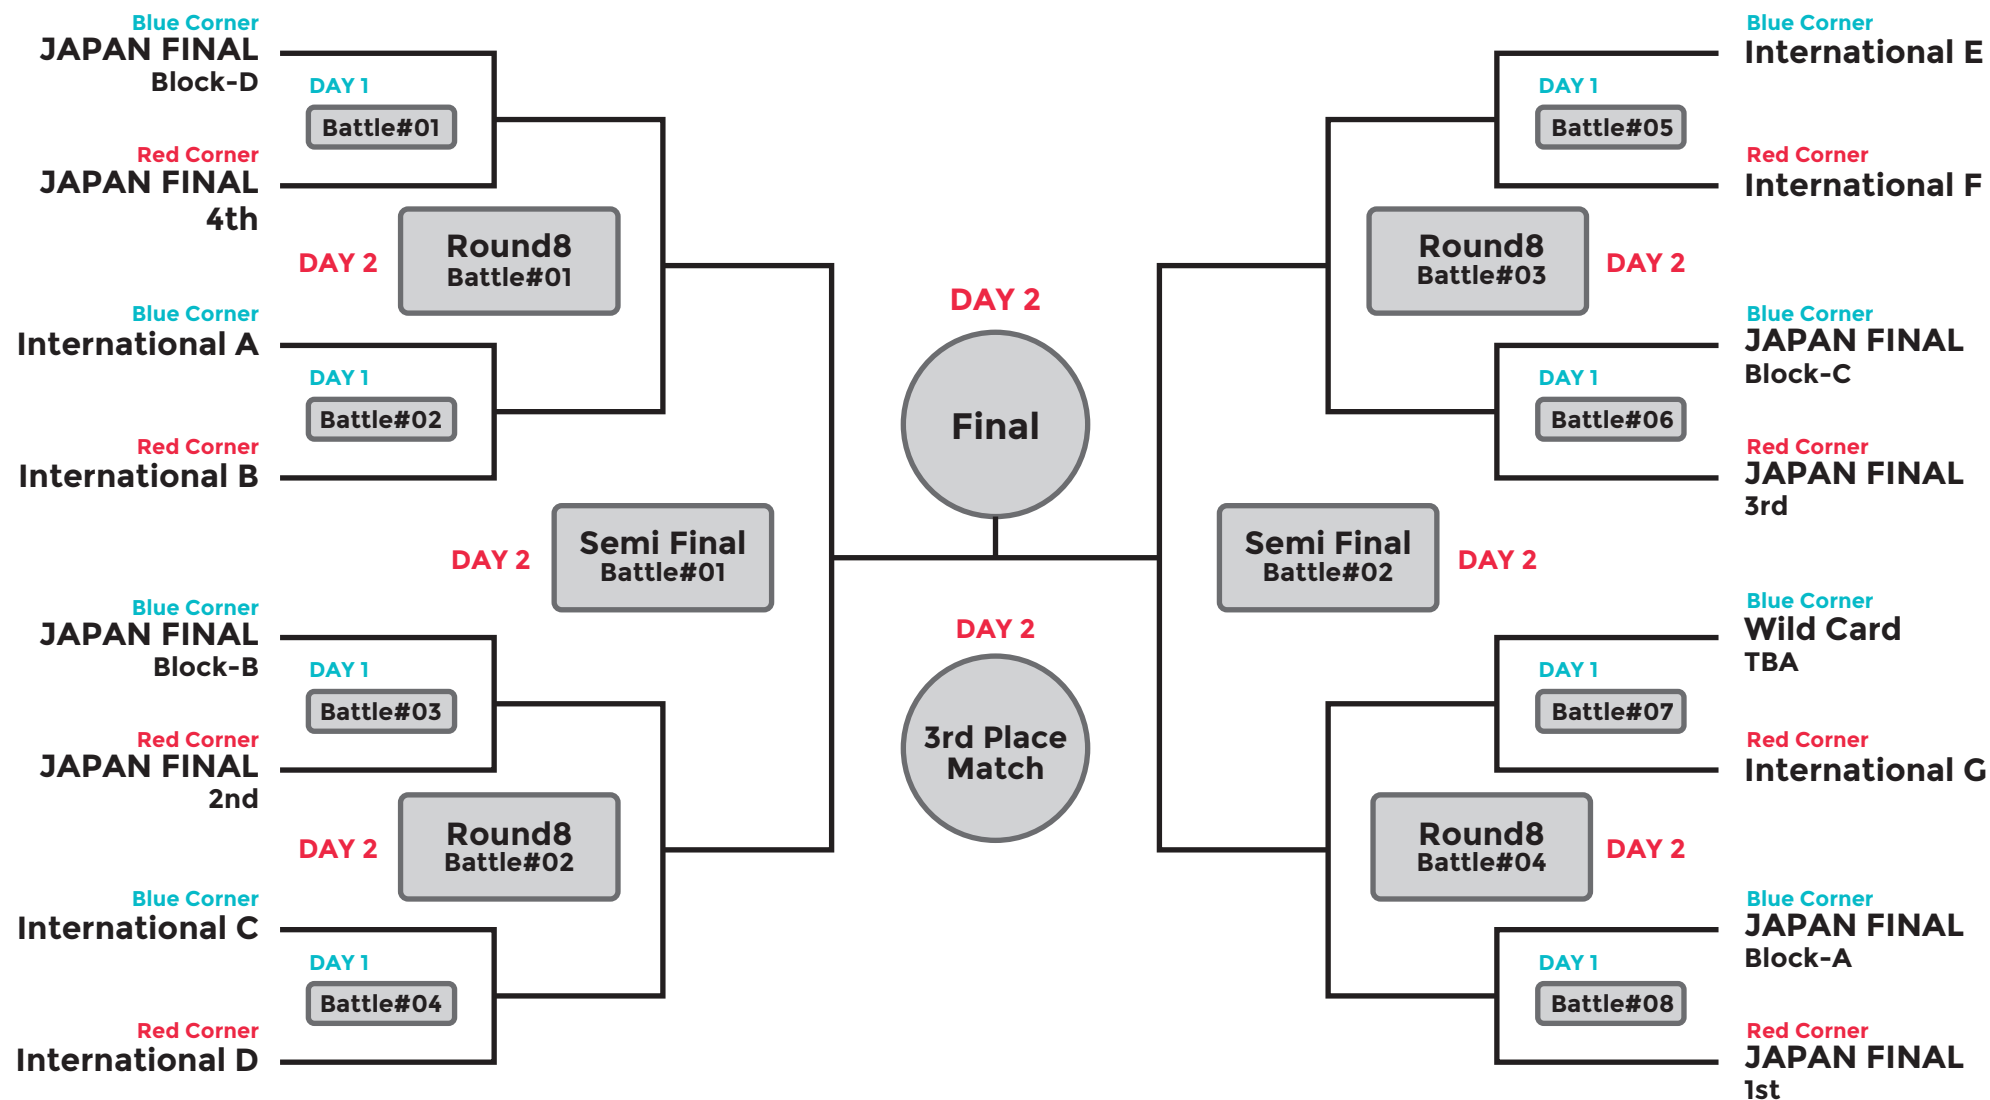 Blue Corner
JAPAN FINAL
Block-D
DAY 1
Battle#01
Red Corner
JAPAN FINAL
4th
DAY 2
Round8
Battle#01
Blue Corner
International A
DAY 1
Battle#02
Red Corner
International B
DAY 2
Semi Final
Battle#01
Blue Corner
JAPAN FINAL
Block-B
DAY 1
Battle#03
Red Corner
JAPAN FINAL
2nd
DAY 2
Round8
Battle#02
Blue Corner
International C
DAY 1
Battle#04
Red Corner
International D
DAY 2
Final
DAY 2
3rd Place
Match
Blue Corner
International E
DAY 1
Battle#05
Red Corner
International F
Round8
Battle#03
DAY 2
Blue Corner
JAPAN FINAL
Block-C
DAY 1
Battle#06
Red Corner
JAPAN FINAL
3rd
Semi Final
Battle#02
DAY 2
Blue Corner
Wild Card
TBA
DAY 1
Battle#07
Red Corner
International G
Round8
Battle#04
DAY 2
Blue Corner
JAPAN FINAL
Block-A
DAY 1
Battle#08
Red Corner
JAPAN FINAL
1st